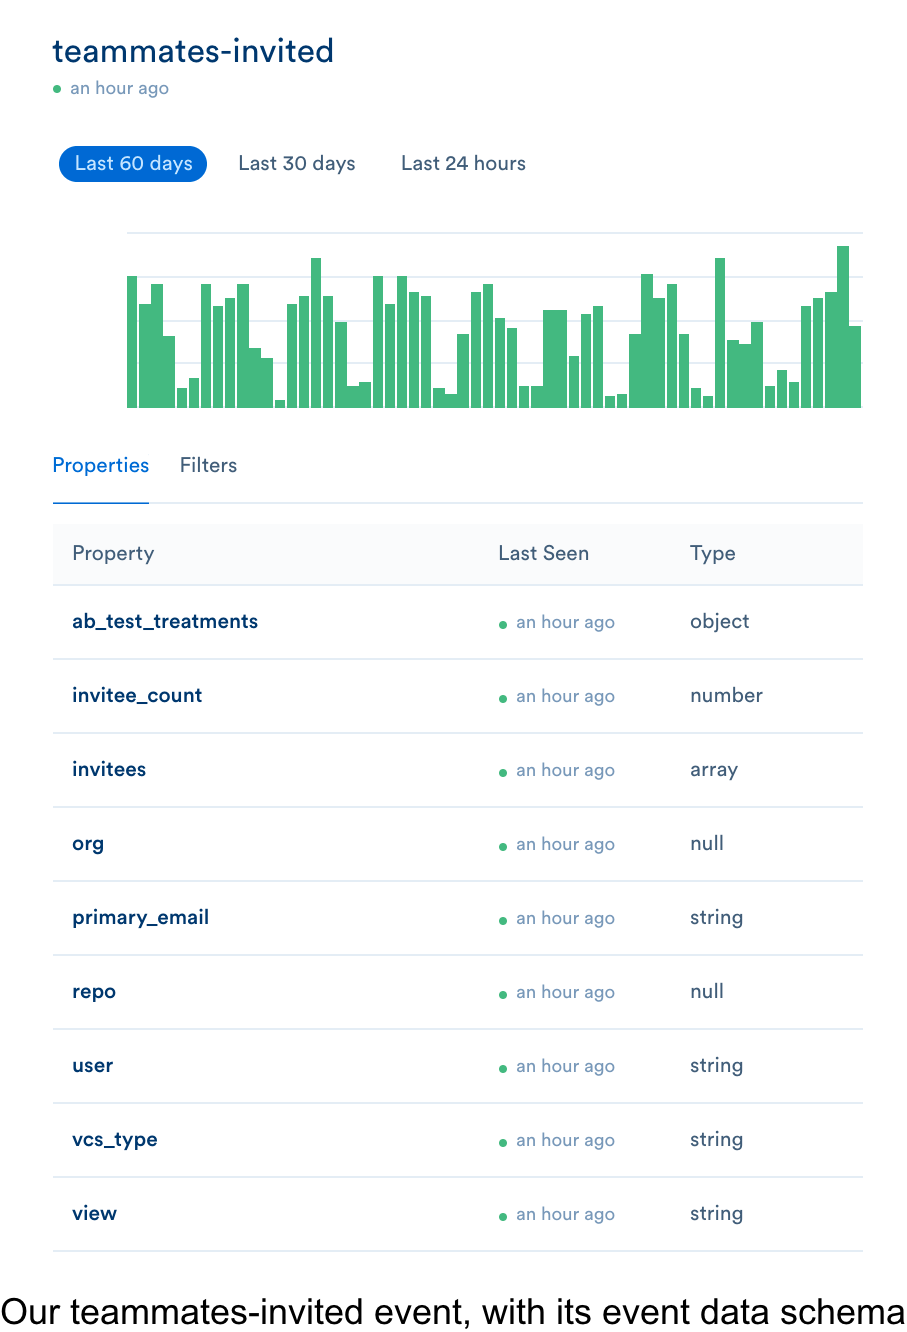 teammates-invited
an hour ago
Last 60 days Last 30 days Last 24 hours
Properties Filters
Property Last Seen Type
ab_test_treatments an hour ago object
invitee_count an hour ago number
invitees an hour ago array
org an hour ago null
primary_email an hour ago string
repo an hour ago null
user an hour ago string
vcs_type an hour ago string
view an hour ago string
Our teammates-invited event, with its event data schema